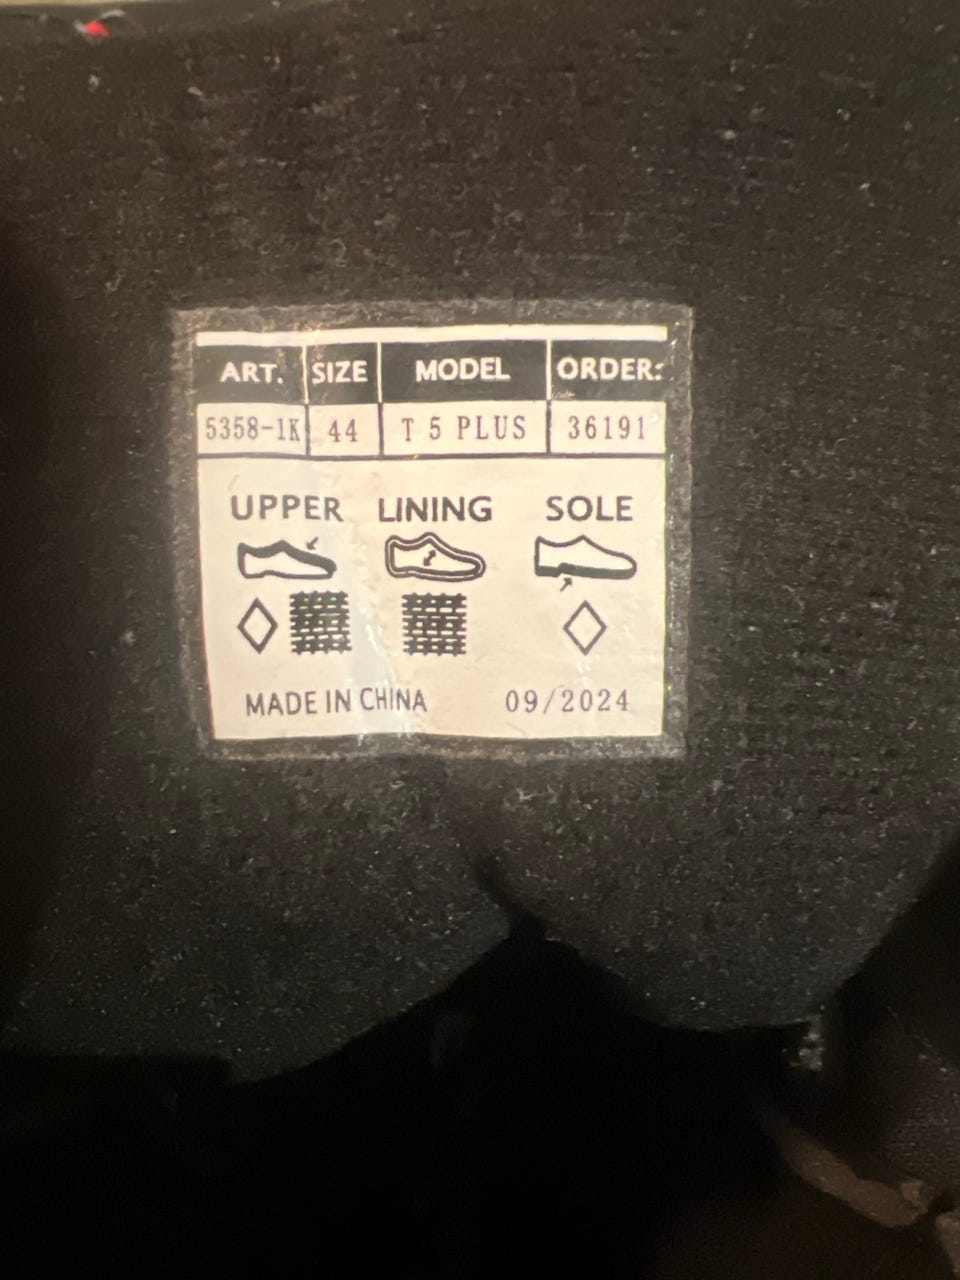 ART. SIZE MODEL ORDER:
5358-1K 44 T 5 PLUS 36191
UPPER LINING SOLE
MADE IN CHINA 09/2024